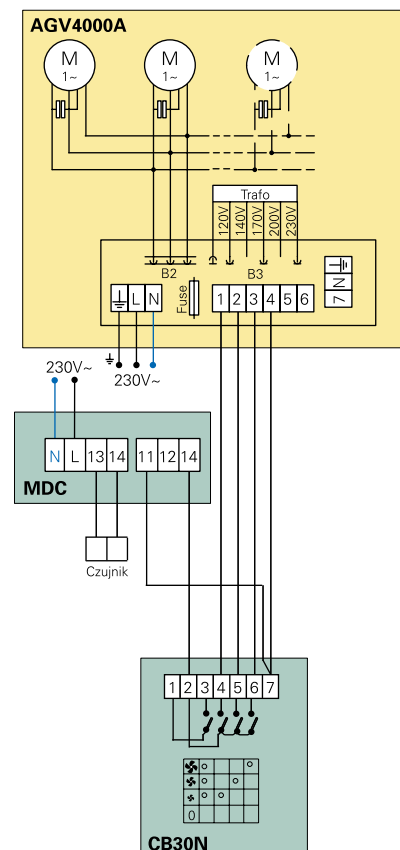 AGV4000A
M M M
1~ 1~ 1~
Trafo
120V 140V 170V 200V 230V
B2 B3
L N
Fuse
1 2 3 4 5 6
N 7
230V~ 230V~
N L 13 14 11 12 14
MDC
Czujnik
1 2 3 4 5 6 7
0
CB30N